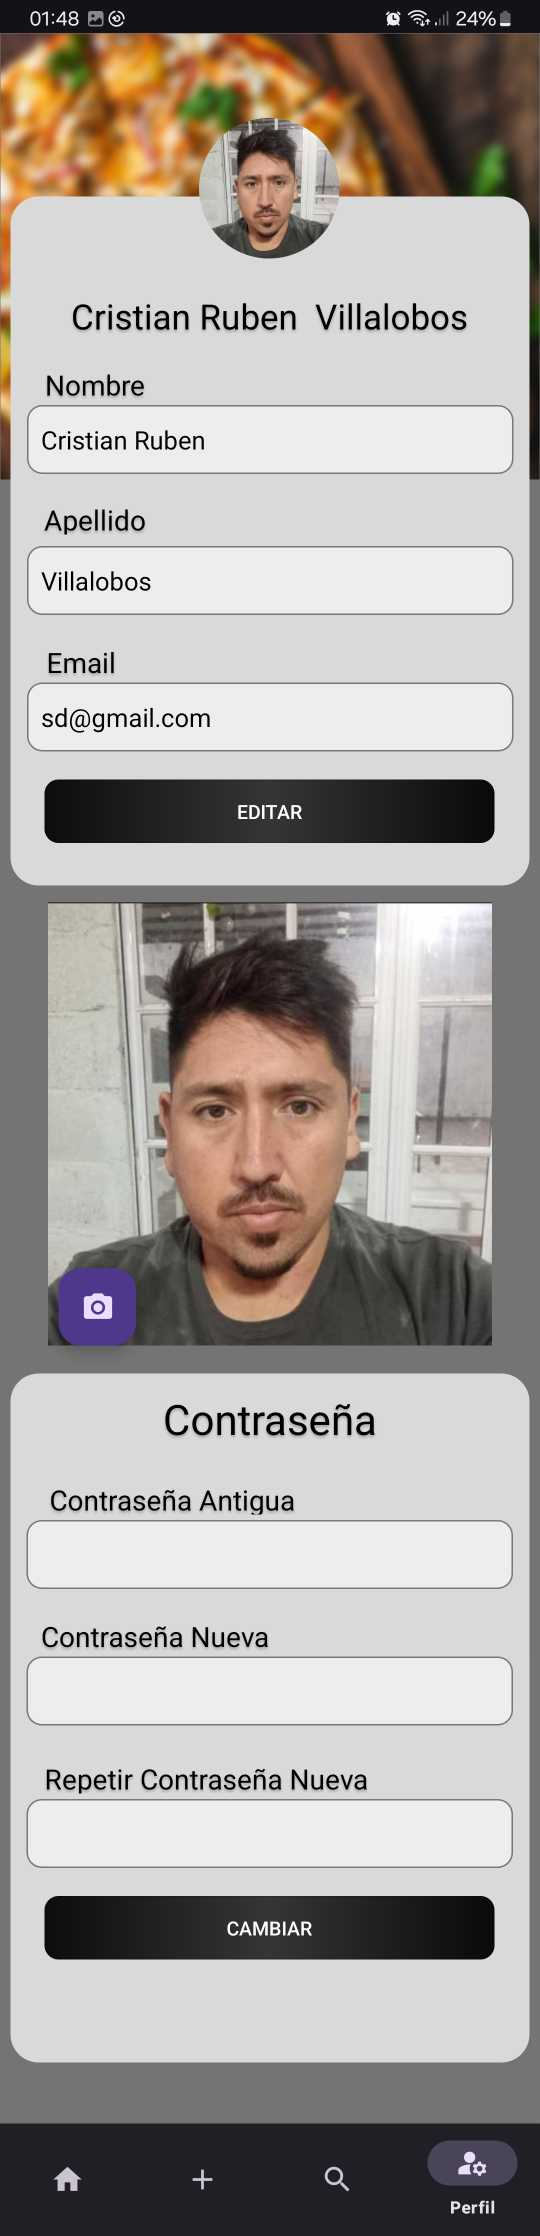 01:48 24%
Cristian Ruben  Villalobos
Nombre
Cristian Ruben
Apellido
Villalobos
Email
sd@gmail.com
EDITAR
Contraseña
Contraseña Antigua
Contraseña Nueva
Repetir Contraseña Nueva
CAMBIAR
Perfil